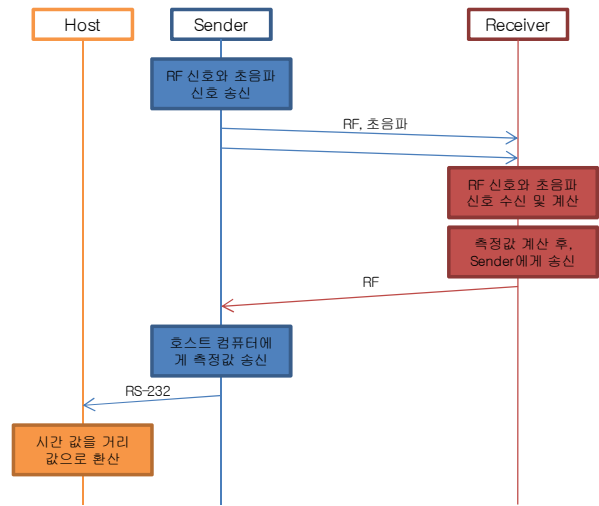 Host
Sender
Receiver
RF 신호와 초음파
신호 송신
RF, 초음파
RF 신호와 초음파
신호 수신 및 계산
측정값 계산 후,
Sender에게 송신
RF
호스트 컴퓨터에
게 측정값 송신
RS-232
시간 값을 거리
값으로 환산